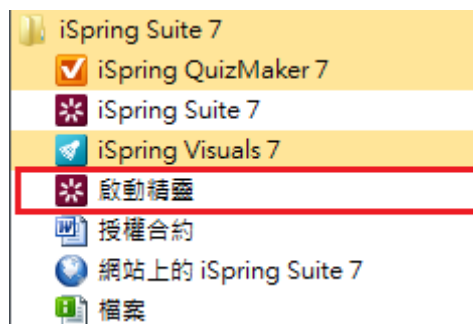 iSpring Suite 7
iSpring QuizMaker 7
iSpring Suite 7
iSpring Visuals 7
啟動精靈
授權合約
網站上的 iSpring Suite 7
檔案